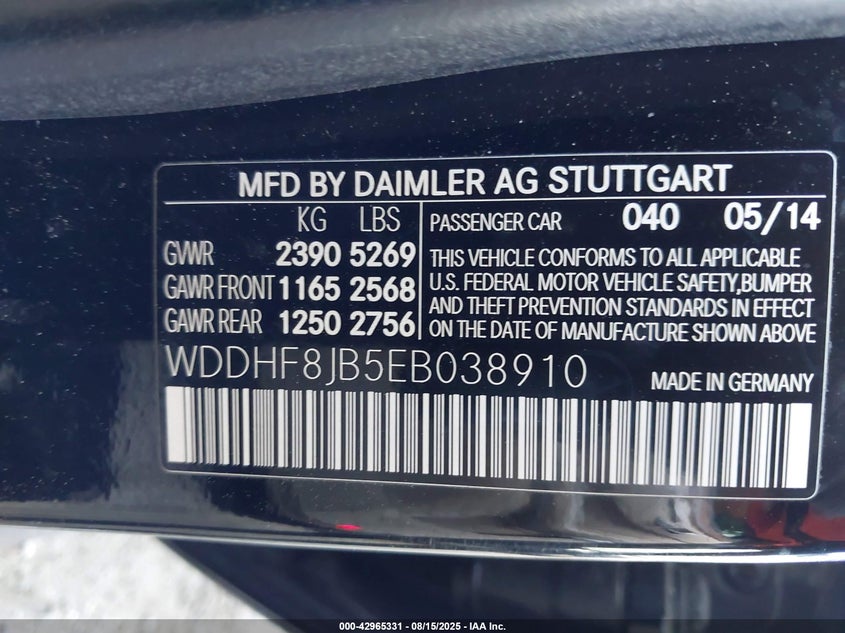 MFD BY DAIMLER AG STUTTGART
KG LBS
GVWR 2390 5269
GAWR FRONT 1165 2568
GAWR REAR 1250 2756
PASSENGER CAR 040 05/14
THIS VEHICLE CONFORMS TO ALL APPLICABLE
U.S. FEDERAL MOTOR VEHICLE SAFETY,BUMPER
AND THEFT PREVENTION STANDARDS IN EFFECT
ON THE DATE OF MANUFACTURE SHOWN ABOVE
WDDHF8JB5EB038910
MADE IN GERMANY
000-42965331 - 08/15/2025 - IAA Inc.